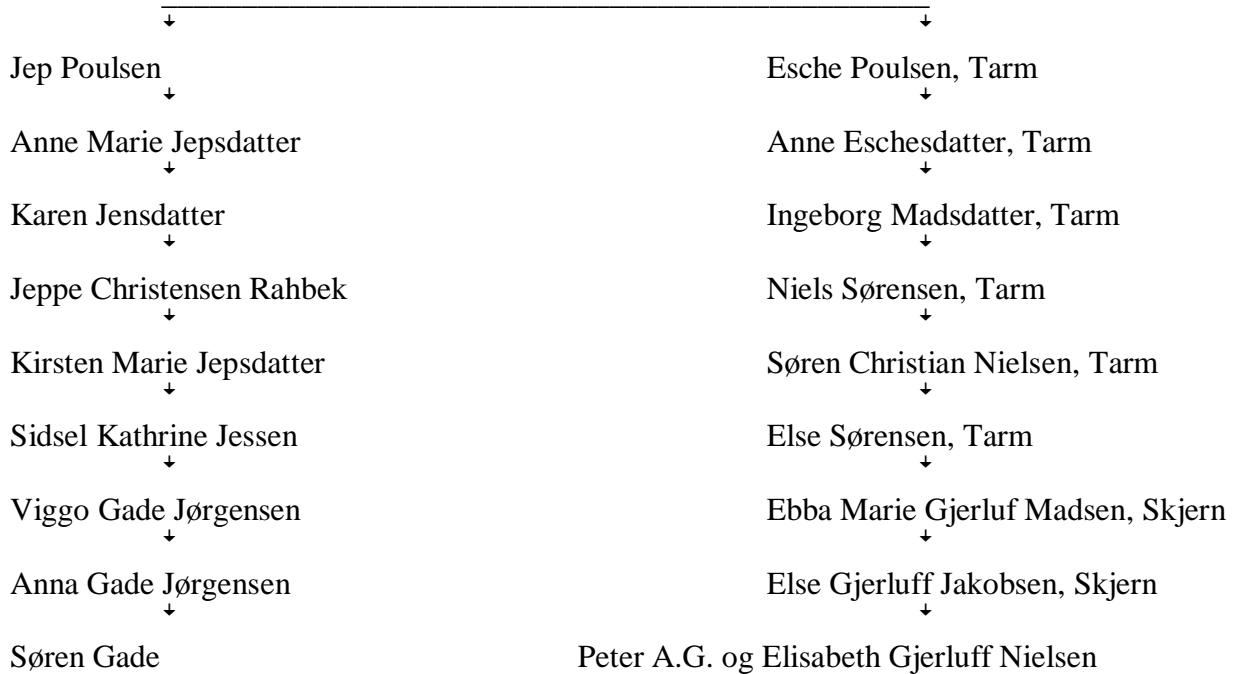 Jep Poulsen Esche Poulsen, Tarm
Anne Marie Jepsdatter Anne Eschesdatter, Tarm
Karen Jensdatter Ingeborg Madsdatter, Tarm
Jeppe Christensen Rahbek Niels Sørensen, Tarm
Kirsten Marie Jepsdatter Søren Christian Nielsen, Tarm
Sidsel Kathrine Jessen Else Sørensen, Tarm
Viggo Gade Jørgensen Ebba Marie Gjerluf Madsen, Skjern
Anna Gade Jørgensen Else Gjerluff Jakobsen, Skjern
Søren Gade Peter A.G. og Elisabeth Gjerluff Nielsen